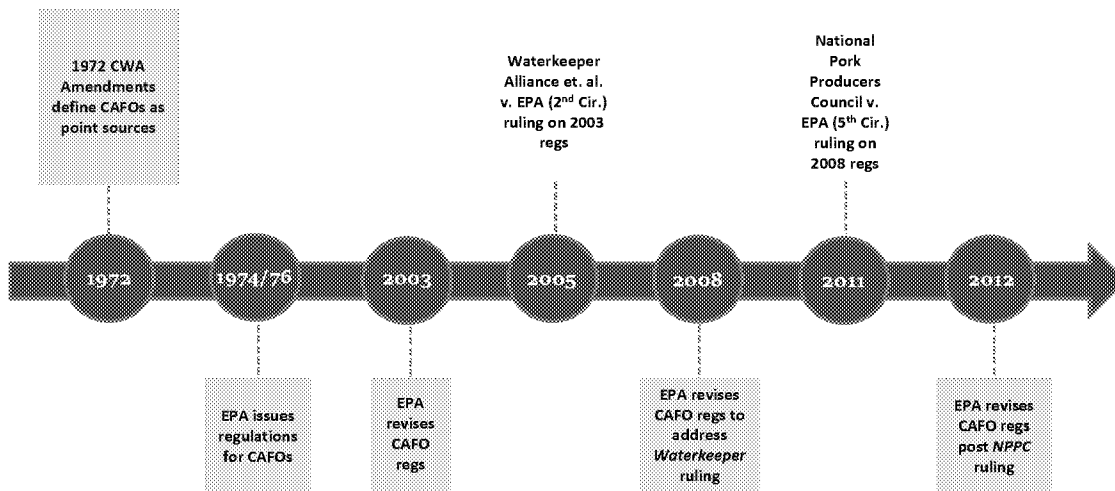 1972 CWA
Amendments
define CAFOs as
point sources
Waterkeeper
Alliance et. al.
v. EPA (2nd Cir.)
ruling on 2003
regs
National
Pork
Producers
Council v.
EPA (5th Cir.)
ruling on
2008 regs
1972
1974/76
2003
2005
2008
2011
2012
EPA issues
regulations
for CAFOs
EPA
revises
CAFO
regs
EPA revises
CAFO regs to
address
Waterkeeper
ruling
EPA revises
CAFO regs
post NPPC
ruling